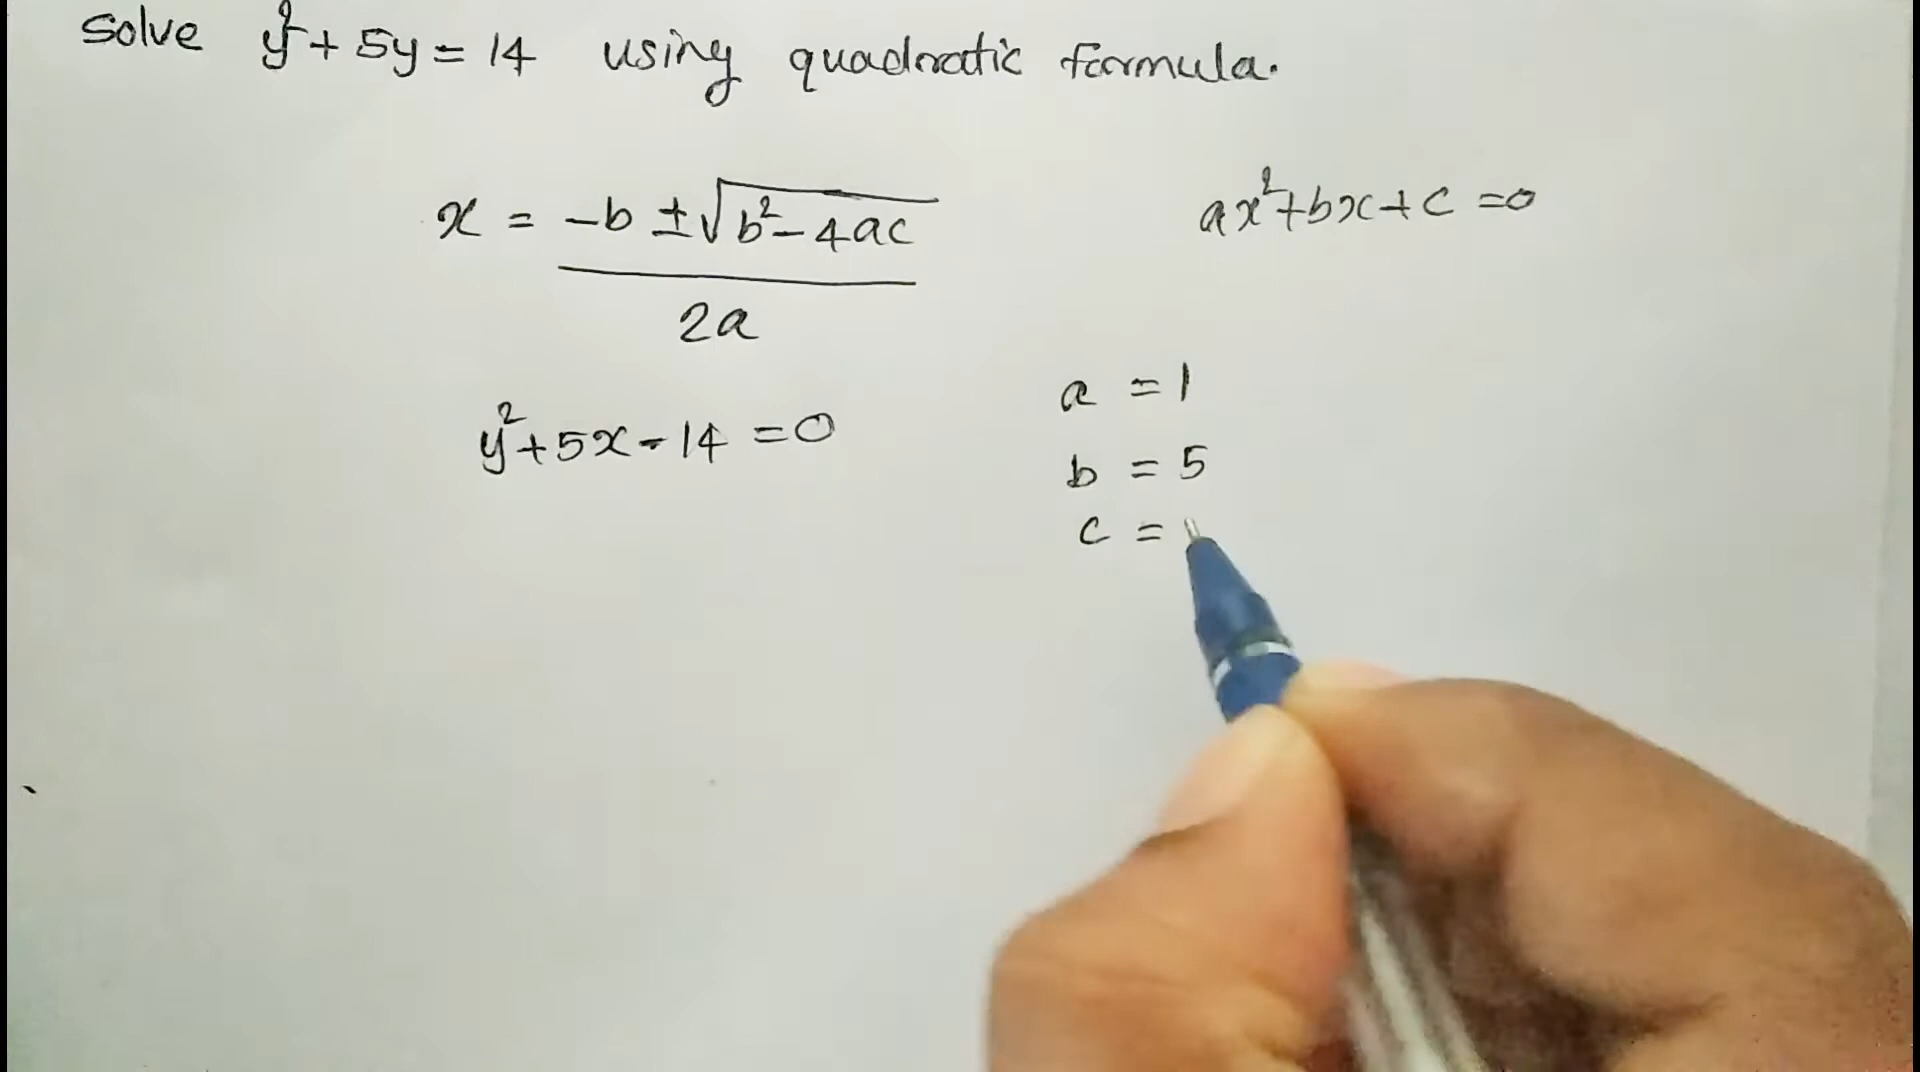 Solve y²+5y=14 using quadratic formula.
x = -b ±√b²-4ac
2a
ax²+bx+c =0
y²+5x-14 =0
a =1
b =5
c =